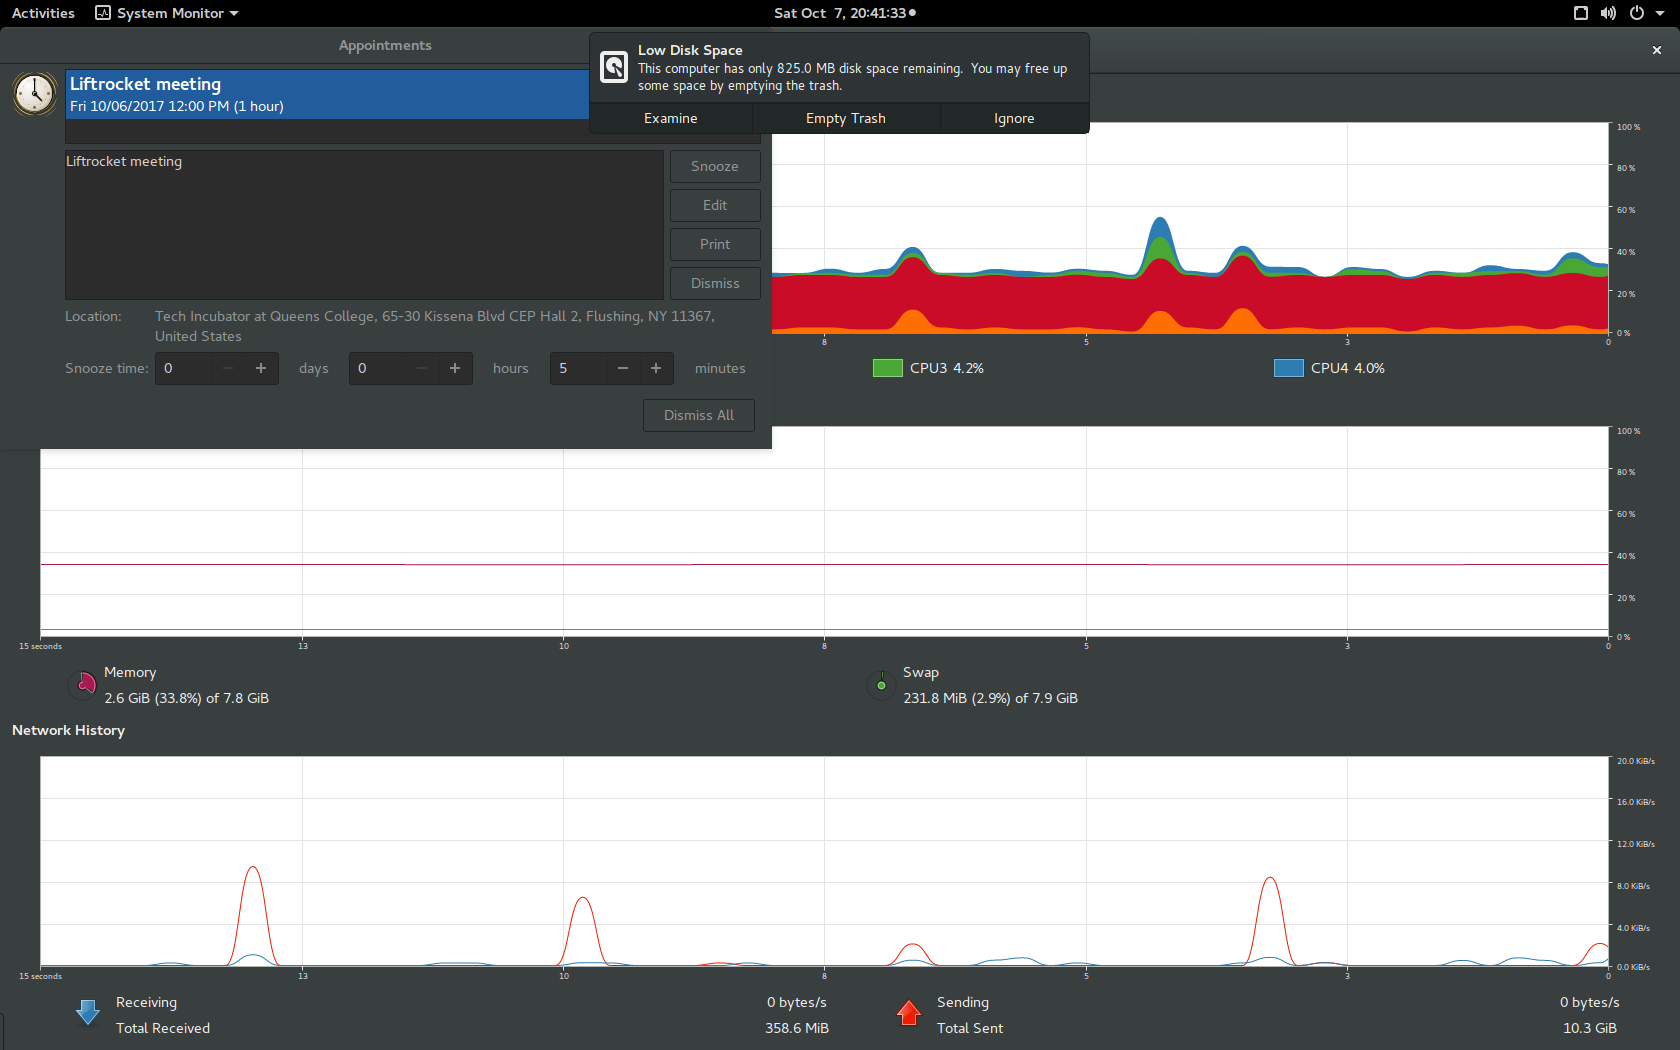 Activities
System Monitor
Sat Oct 7, 20:41:33
Appointments
Low Disk Space
This computer has only 825.0 MB disk space remaining. You may free up
some space by emptying the trash.
Examine
Empty Trash
Ignore
Liftrocket meeting
Fri 10/06/2017 12:00 PM (1 hour)
Liftrocket meeting
Snooze
Edit
Print
Dismiss
Location:
Tech Incubator at Queens College, 65-30 Kissena Blvd CEP Hall 2, Flushing, NY 11367,
United States
Snooze time:
0
days
0
hours
5
minutes
Dismiss All
100 %
80 %
60 %
40 %
20 %
0 %
8
5
3
0
CPU3 4.2%
CPU4 4.0%
100 %
80 %
60 %
40 %
20 %
0 %
15 seconds
13
10
8
5
3
0
Memory
2.6 GiB (33.8%) of 7.8 GiB
Swap
231.8 MiB (2.9%) of 7.9 GiB
Network History
20.0 KiB/s
16.0 KiB/s
12.0 KiB/s
8.0 KiB/s
4.0 KiB/s
0.0 KiB/s
15 seconds
13
10
8
5
3
0
Receiving
0 bytes/s
Total Received
358.6 MiB
Sending
0 bytes/s
Total Sent
10.3 GiB